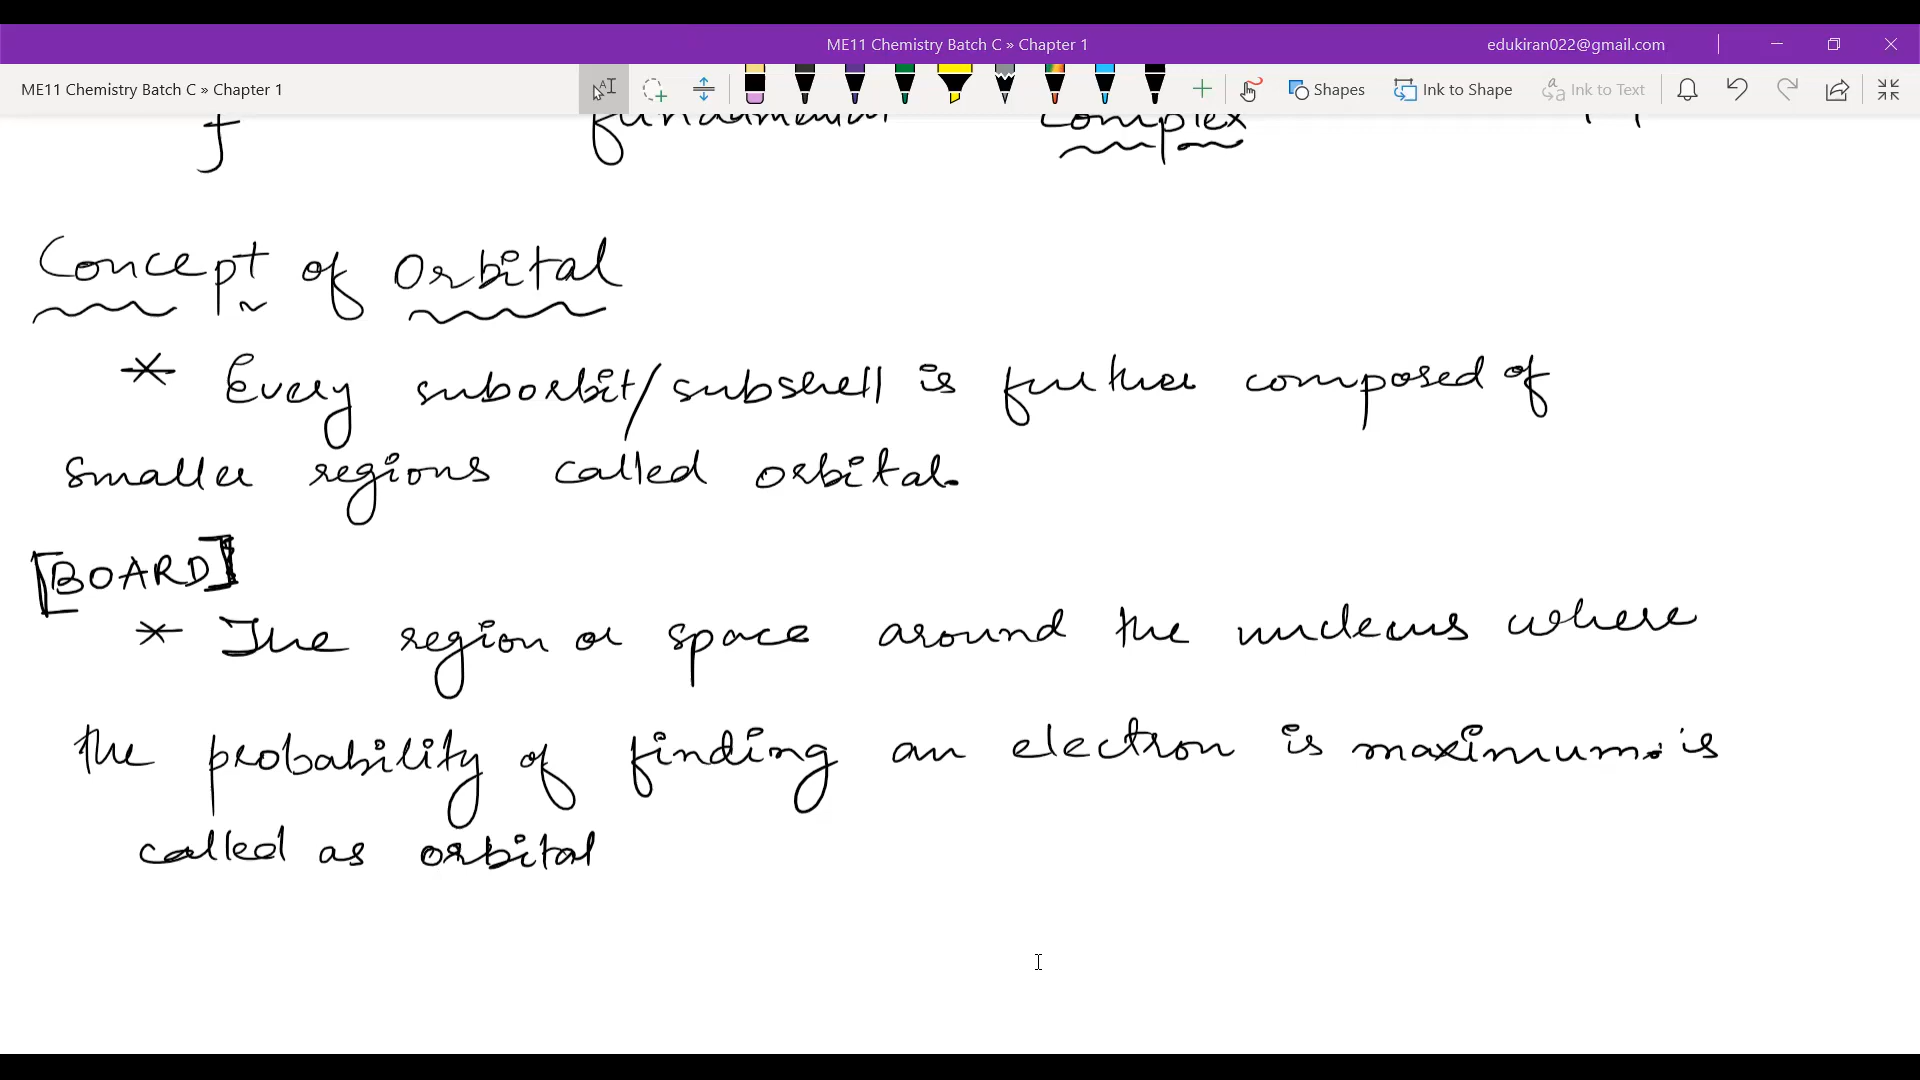 ME11 Chemistry Batch C » Chapter 1
edukiran022@gmail.com
ME11 Chemistry Batch C » Chapter 1
Shapes
Ink to Shape
Ink to Text
f fundamental complex
Concept of Orbital
* Every suborbit/subshell is further composed of
smaller regions called orbital.
[BOARD]
* The region or space around the nucleus where
the probability of finding an electron is maximum. is
called as orbital